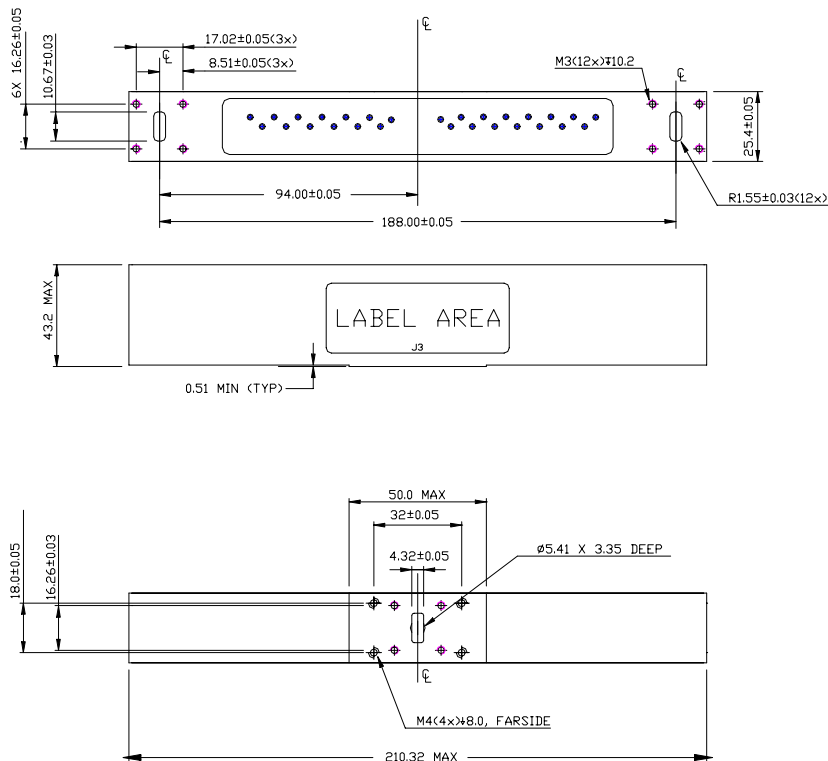 17.02±0.05(3x)
8.51±0.05(3x)
6X 16.26±0.05
10.67±0.03
℄
℄
℄
M3(12x)↧10.2
25.4±0.05
R1.55±0.03(12x)
94.00±0.05
188.00±0.05
43.2 MAX
LABEL AREA
J3
0.51 MIN (TYP)
50.0 MAX
32±0.05
4.32±0.05
ø5.41 X 3.35 DEEP
18.0±0.05
16.26±0.03
℄
M4(4x)↧8.0, FARSIDE
210.32 MAX